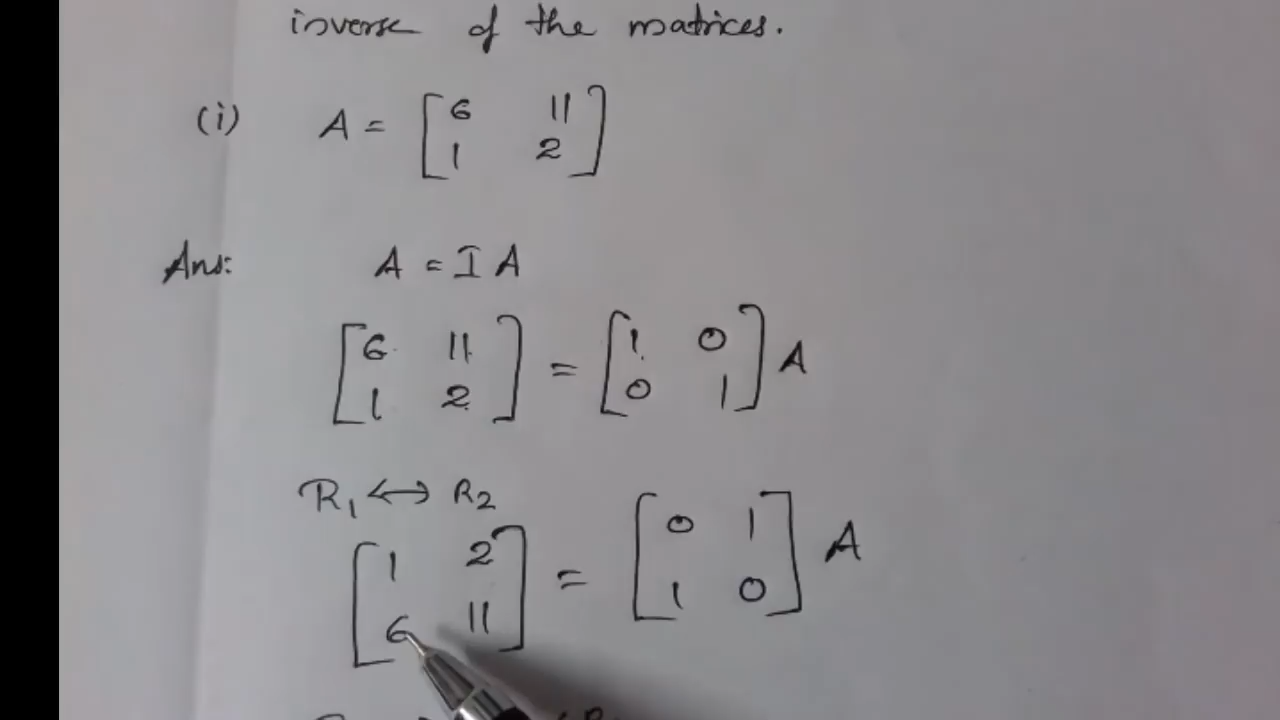 inverse of the matrices.
(i) A = [ 6 11
1 2 ]
Ans: A = I A
[ 6 11
1 2 ] = [ 1 0
0 1 ] A
R1 ↔ R2
[ 1 2
6 11 ] = [ 0 1
1 0 ] A